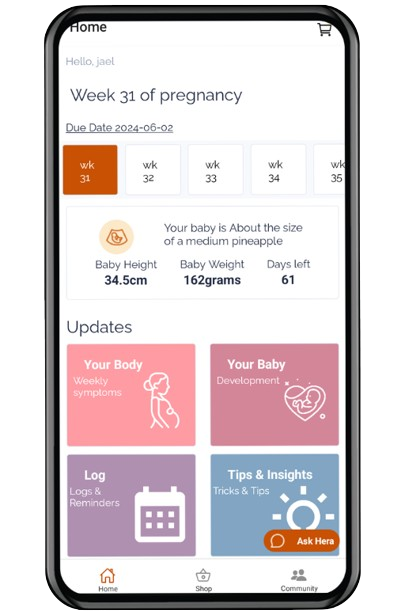 Home
Hello, jael
Week 31 of pregnancy
Due Date 2024-06-02
wk
31
wk
32
wk
33
wk
34
wk
35
Your baby is About the size
of a medium pineapple
Baby Height
34.5cm
Baby Weight
162grams
Days left
61
Updates
Your Body
Weekly
symptoms
Your Baby
Development
Log
Logs &
Reminders
Tips & Insights
Tricks & Tips
Ask Hera
Home
Shop
Community